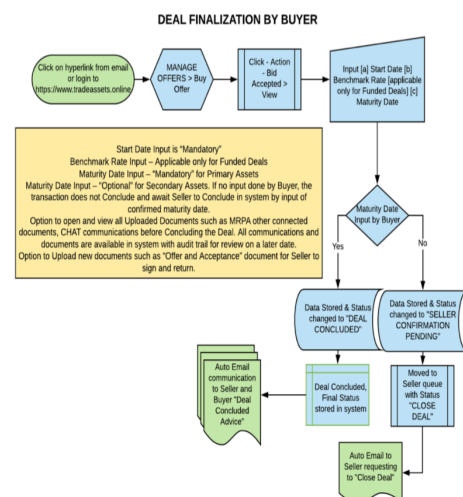 DEAL FINALIZATION BY BUYER
Click on hyperlink from email
or login to
https://www.tradeassets.online
MANAGE
OFFERS > Buy
Offer
Click - Action
- Bid
Accepted >
View
Input [a] Start Date [b]
Benchmark Rate [applicable
only for Funded Deals] [c]
Maturity Date
Start Date Input is "Mandatory"
Benchmark Rate Input – Applicable only for Funded Deals
Maturity Date Input – "Mandatory" for Primary Assets
Maturity Date Input – "Optional" for Secondary Assets. If no input done by Buyer, the
transaction does not Conclude and await Seller to Conclude in system by input of
confirmed maturity date.
Option to open and view all Uploaded Documents such as MRPA other connected
documents, CHAT communications before Concluding the Deal. All communications and
documents are available in system with audit trail for review on a later date.
Option to Upload new documents such as "Offer and Acceptance" document for Seller to
sign and return.
Maturity Date
Input by Buyer
Yes
No
Data Stored & Status
changed to "DEAL
CONCLUDED"
Data Stored & Status
changed to "SELLER
CONFIRMATION
PENDING"
Auto Email
communication
to Seller and
Buyer "Deal
Concluded
Advice"
Deal Concluded,
Final Status
stored in system
Moved to
Seller queue
with Status
"CLOSE
DEAL"
Auto Email to
Seller requesting
to "Close Deal"